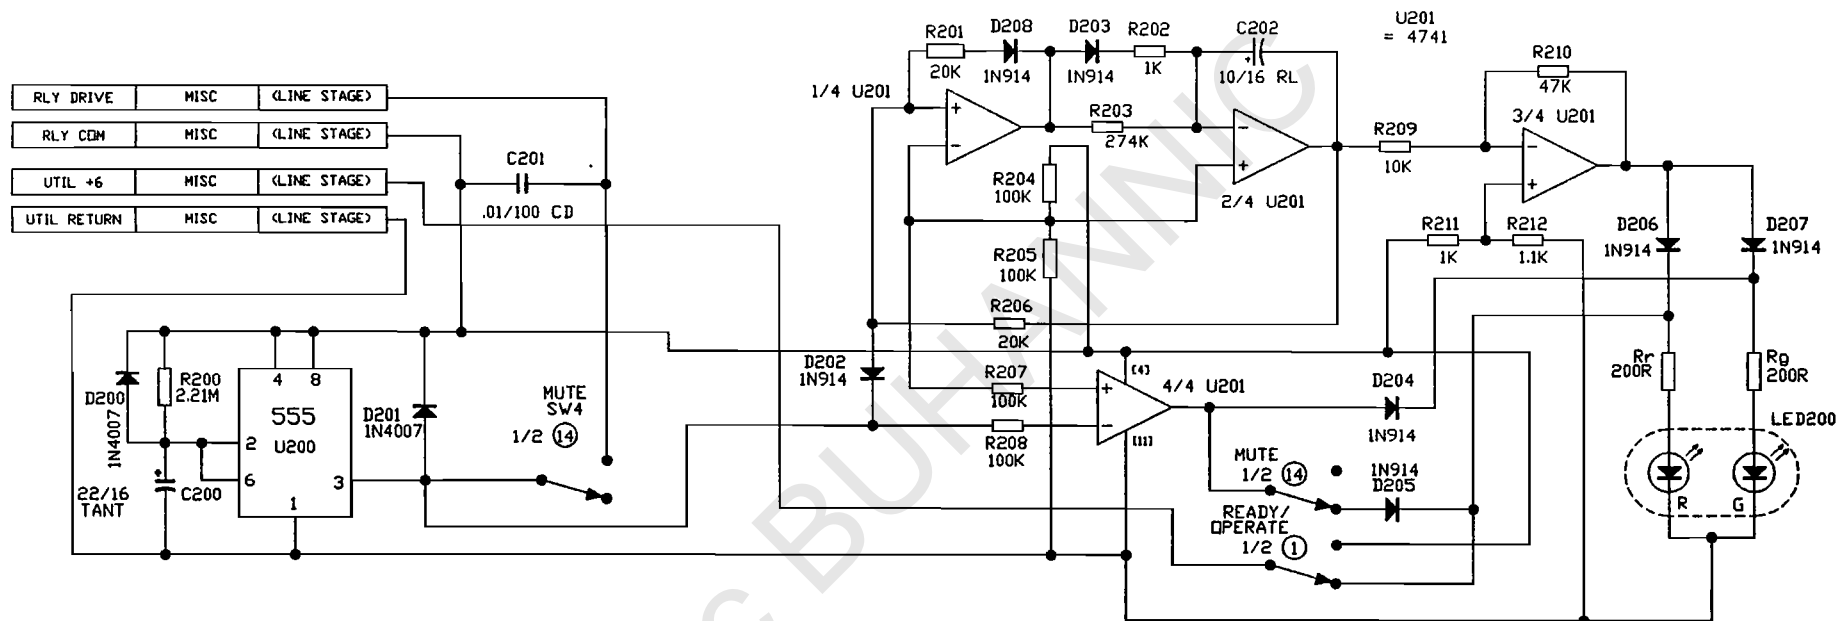 U201
= 4741
R201
20K
D208
1N914
D203
1N914
R202
1K
C202
+
10/16 RL
R210
47K
RLY DRIVE MISC (LINE STAGE)
RLY COM MISC (LINE STAGE)
UTIL +6 MISC (LINE STAGE)
UTIL RETURN MISC (LINE STAGE)
1/4 U201
+
-
R203
274K
-
+
2/4 U201
R209
10K
3/4 U201
-
+
C201
.01/100 CD
R204
100K
R205
100K
R211
1K
R212
1.1K
D206
1N914
D207
1N914
R206
20K
D202
1N914
R207
100K
R208
100K
+
-
[4]
[11]
4/4 U201
D204
1N914
Rr
200R
Rg
200R
LED200
R
G
D200
1N4007
R200
2.21M
4 8
555
U200
2
6
3
1
D201
1N4007
MUTE
SW4
1/2 14
+
C200
22/16
TANT
MUTE
1/2 14
1N914
D205
READY/
OPERATE
1/2 1
BUHANNIC